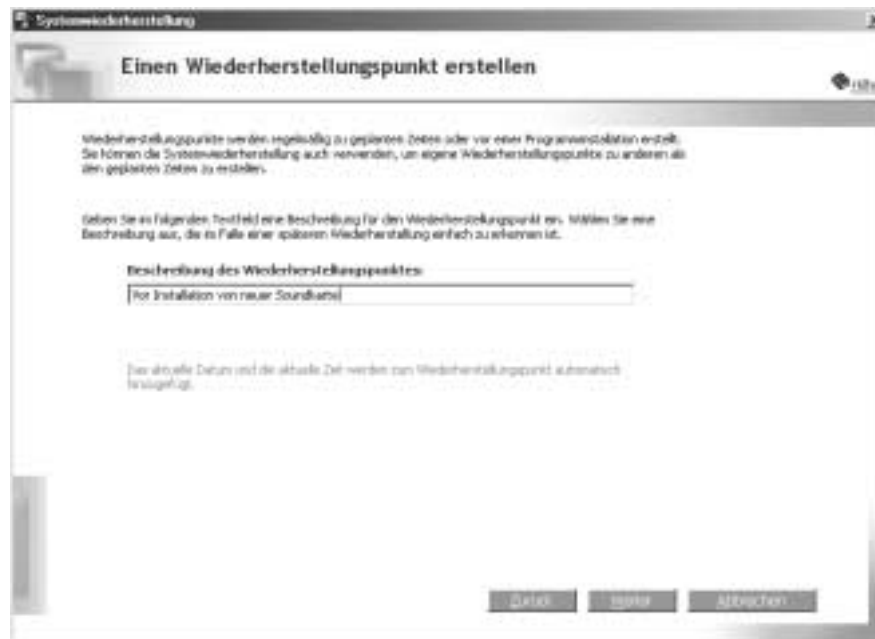 Systemwiederherstellung
Einen Wiederherstellungspunkt erstellen
Hilfe
Wiederherstellungspunkte werden regelmäßig zu geplanten Zeiten oder vor einer Programminstallation erstellt.
Sie können die Systemwiederherstellung auch verwenden, um eigene Wiederherstellungspunkte zu anderen als
den geplanten Zeiten zu erstellen.
Geben Sie im folgenden Textfeld eine Beschreibung für den Wiederherstellungspunkt ein. Wählen Sie eine
Beschreibung aus, die im Falle einer späteren Wiederherstellung einfach zu erkennen ist.
Beschreibung des Wiederherstellungspunktes:
Vor Installation von neuer Soundkarte
Das aktuelle Datum und die aktuelle Zeit werden zum Wiederherstellungspunkt automatisch
hinzugefügt.
Zurück Weiter Abbrechen